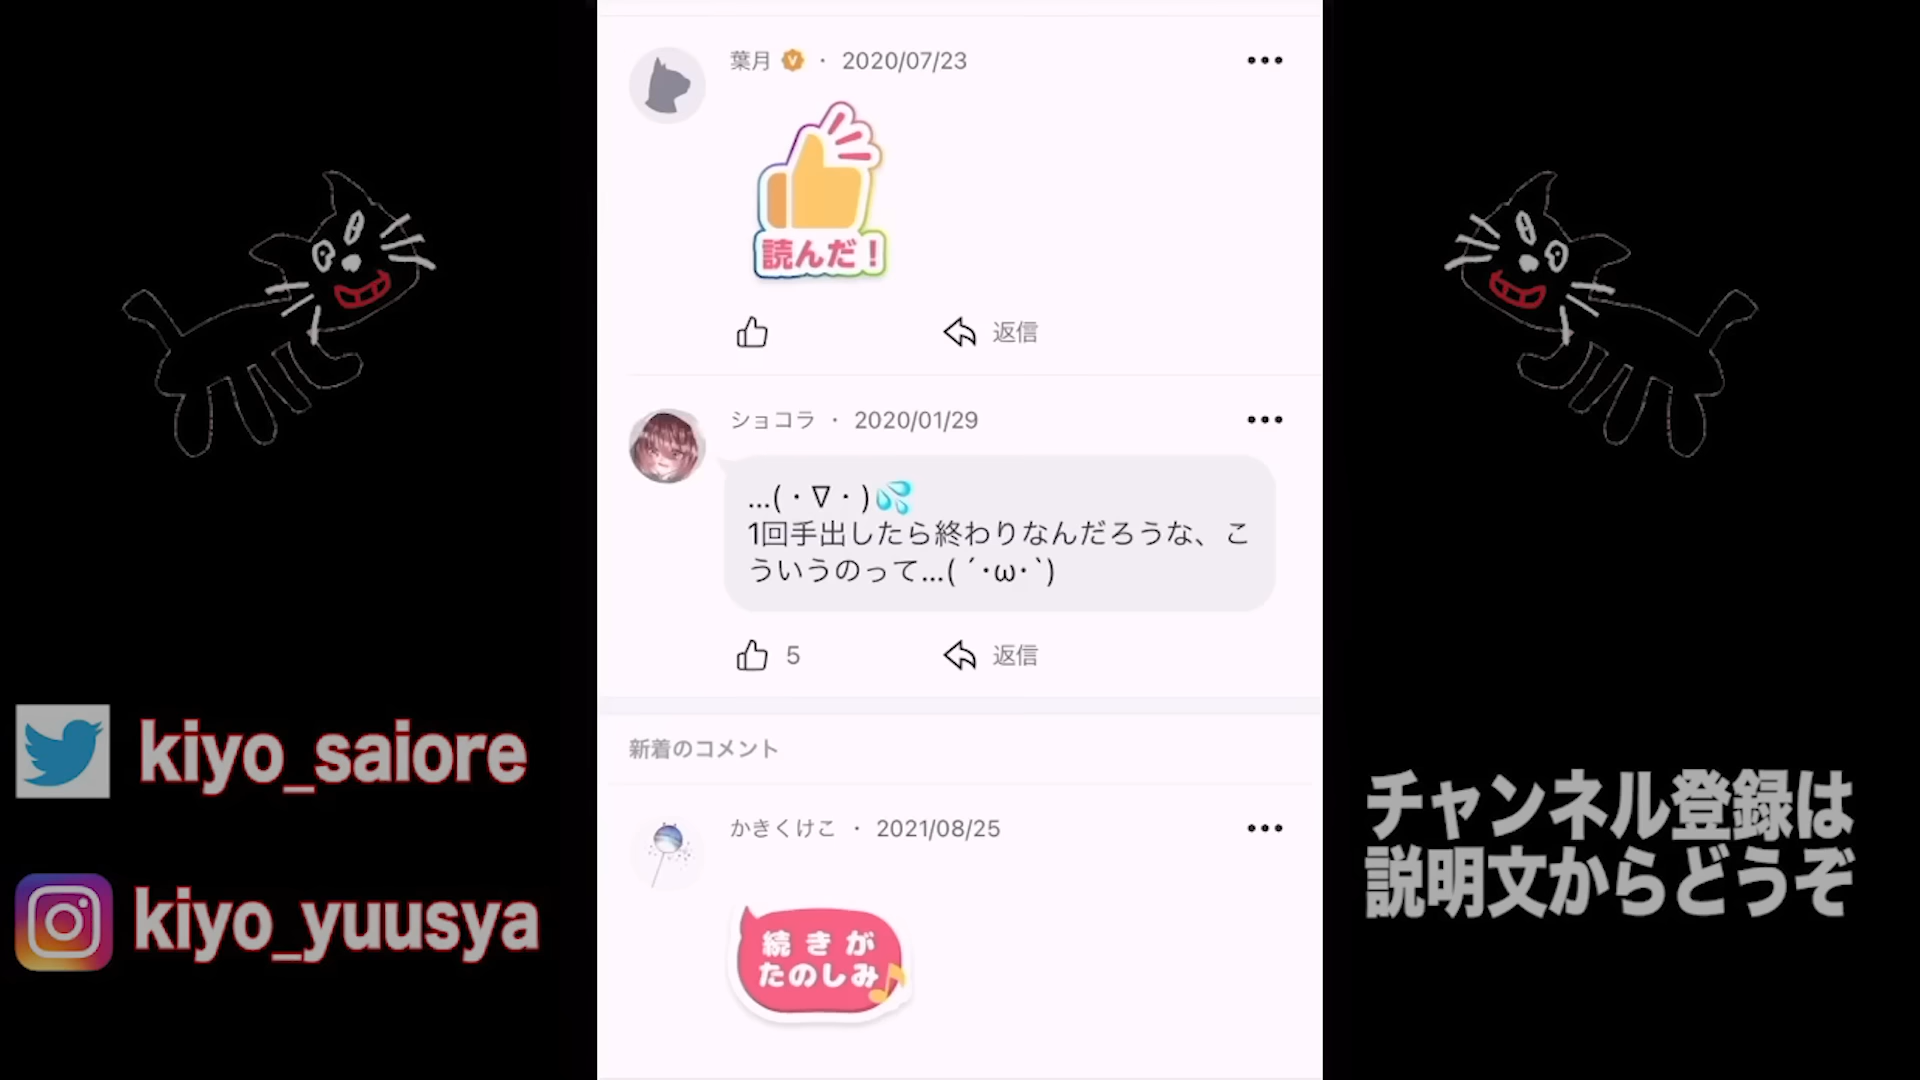 葉月 · 2020/07/23
読んだ！
返信
ショコラ · 2020/01/29
...(・∇・)💦
1回手出したら終わりなんだろうな、こ
ういうのって...( ´･ω･`)
5 返信
新着のコメント
かきくけこ · 2021/08/25
続きが
たのしみ
kiyo_saiore
kiyo_yuusya
チャンネル登録は
説明文からどうぞ